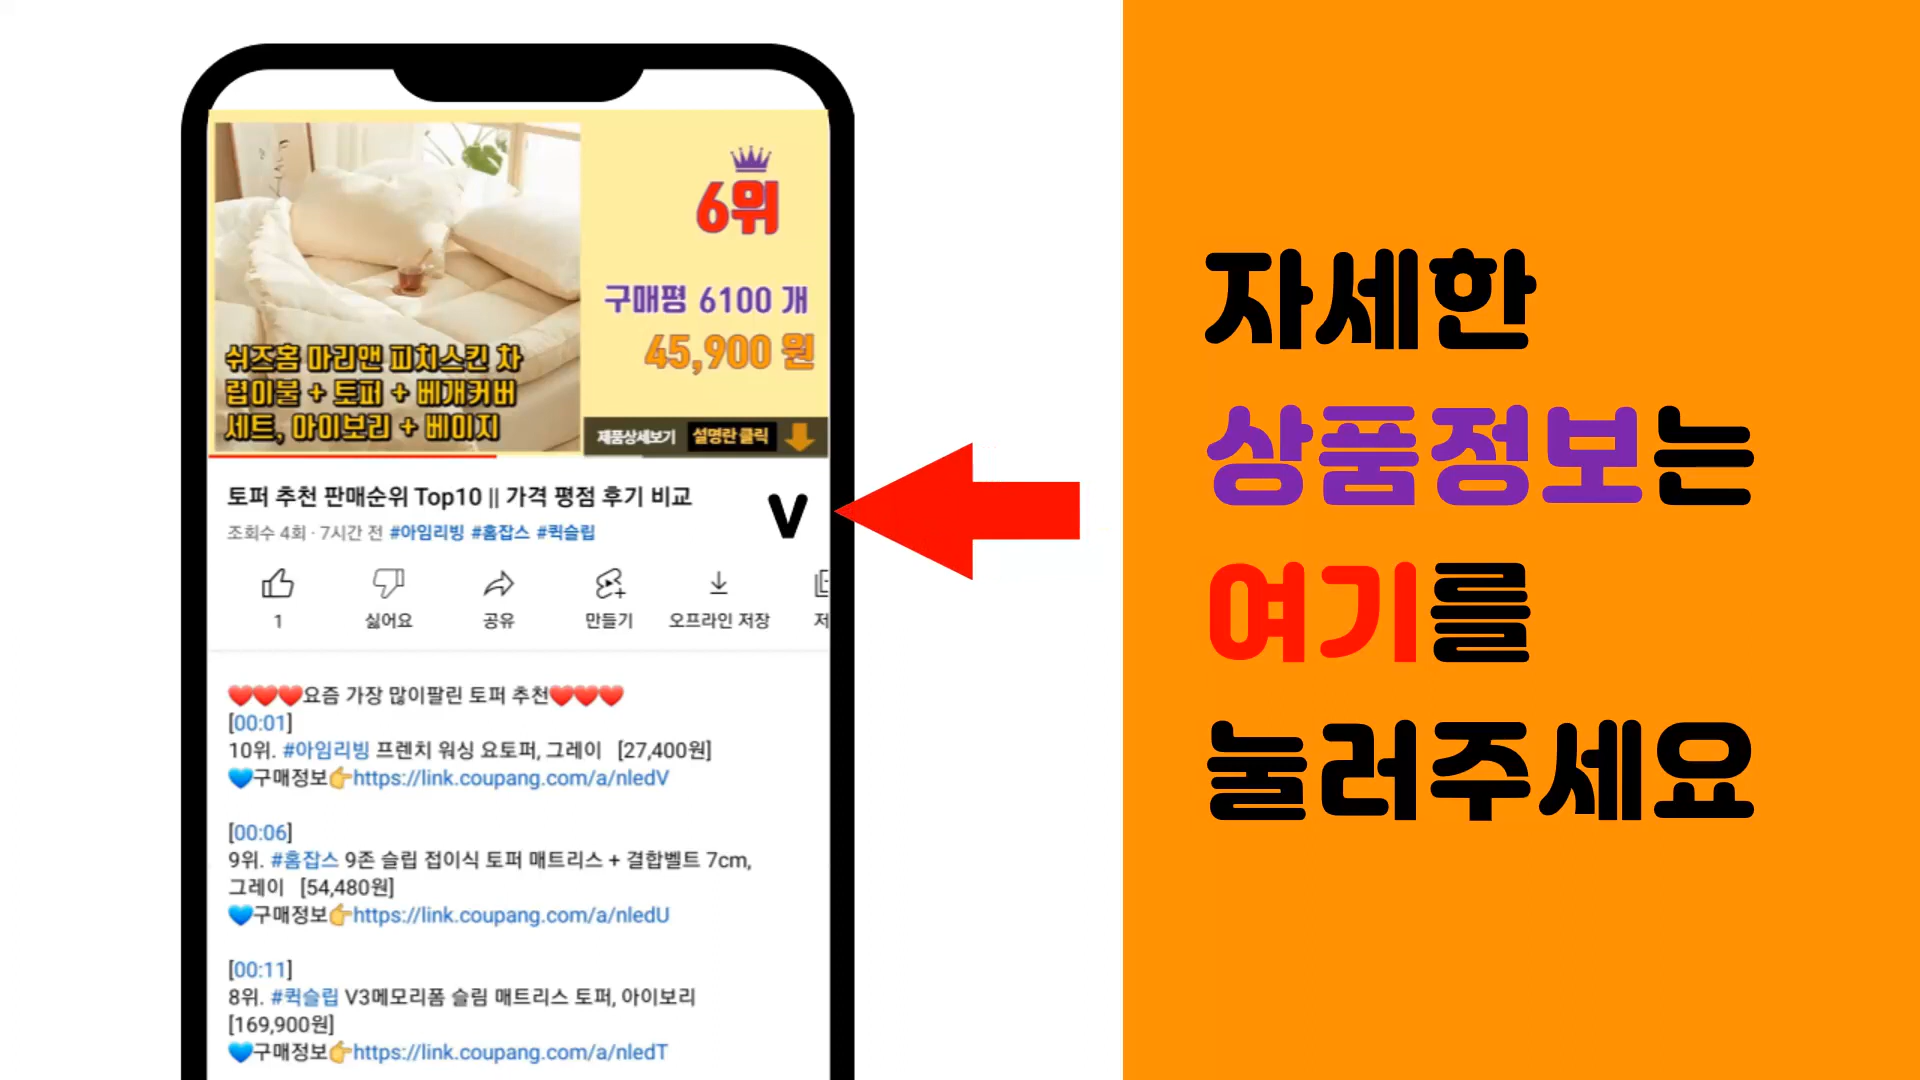 6위
구매평 6100 개
45,900 원
쉬즈홈 마리앤 피치스킨 차
렵이불 + 토퍼 + 베개커버
세트, 아이보리 + 베이지
제품상세보기 설명란 클릭
토퍼 추천 판매순위 Top10 || 가격 평점 후기 비교
V
조회수 4회 · 7시간 전 #아임리빙 #홈잡스 #퀵슬립
1 싫어요 공유 만들기 오프라인 저장 저
❤️❤️❤️요즘 가장 많이팔린 토퍼 추천❤️❤️❤️
[00:01]
10위. #아임리빙 프렌치 워싱 요토퍼, 그레이 [27,400원]
💙구매정보👉https://link.coupang.com/a/nledV
[00:06]
9위. #홈잡스 9존 슬립 접이식 토퍼 매트리스 + 결합벨트 7cm,
그레이 [54,480원]
💙구매정보👉https://link.coupang.com/a/nledU
[00:11]
8위. #퀵슬립 V3메모리폼 슬림 매트리스 토퍼, 아이보리
[169,900원]
💙구매정보👉https://link.coupang.com/a/nledT
자세한
상품정보는
여기를
눌러주세요